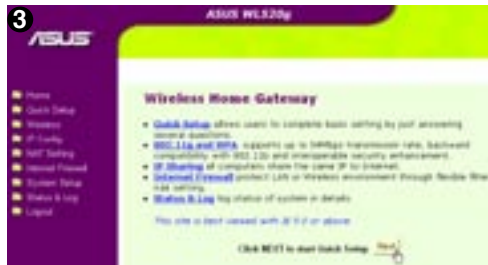 3
ASUS WL520g
ASUS
Home
Quick Setup
Wireless
IP Config
NAT Setting
Internet Firewall
System Setup
Status & Log
Logout
Wireless Home Gateway
Quick Setup allows users to complete basic setting by just answering
several questions.
802.11g and WPA supports up to 54Mbps transmission rate, backward
compatibility with 802.11b and interoperable security enhancement.
IP Sharing all computers share the same IP to internet.
Internet Firewall protect LAN or Wireless environment through flexible filter
rule setting.
Status & Log log status of system in details.
This site is best viewed with IE 5.0 or above
Click NEXT to start Quick Setup. Next